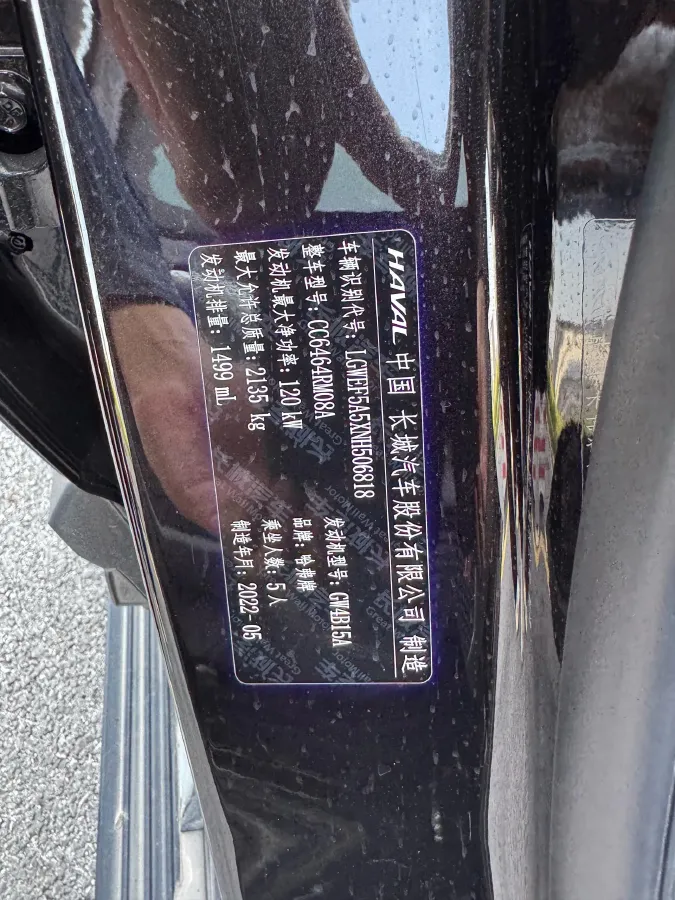 HAVAL 中国 长城汽车股份有限公司 制造
车辆识别代号: LGWEF5A5XNH506818
整车型号: CC6464RM08A 发动机型号: GW4B15A
发动机最大净功率: 120 kW 品牌: 哈弗牌
最大允许总质量: 2135 kg 乘坐人数: 5人
发动机排量: 1499 mL 制造年月: 2022-05